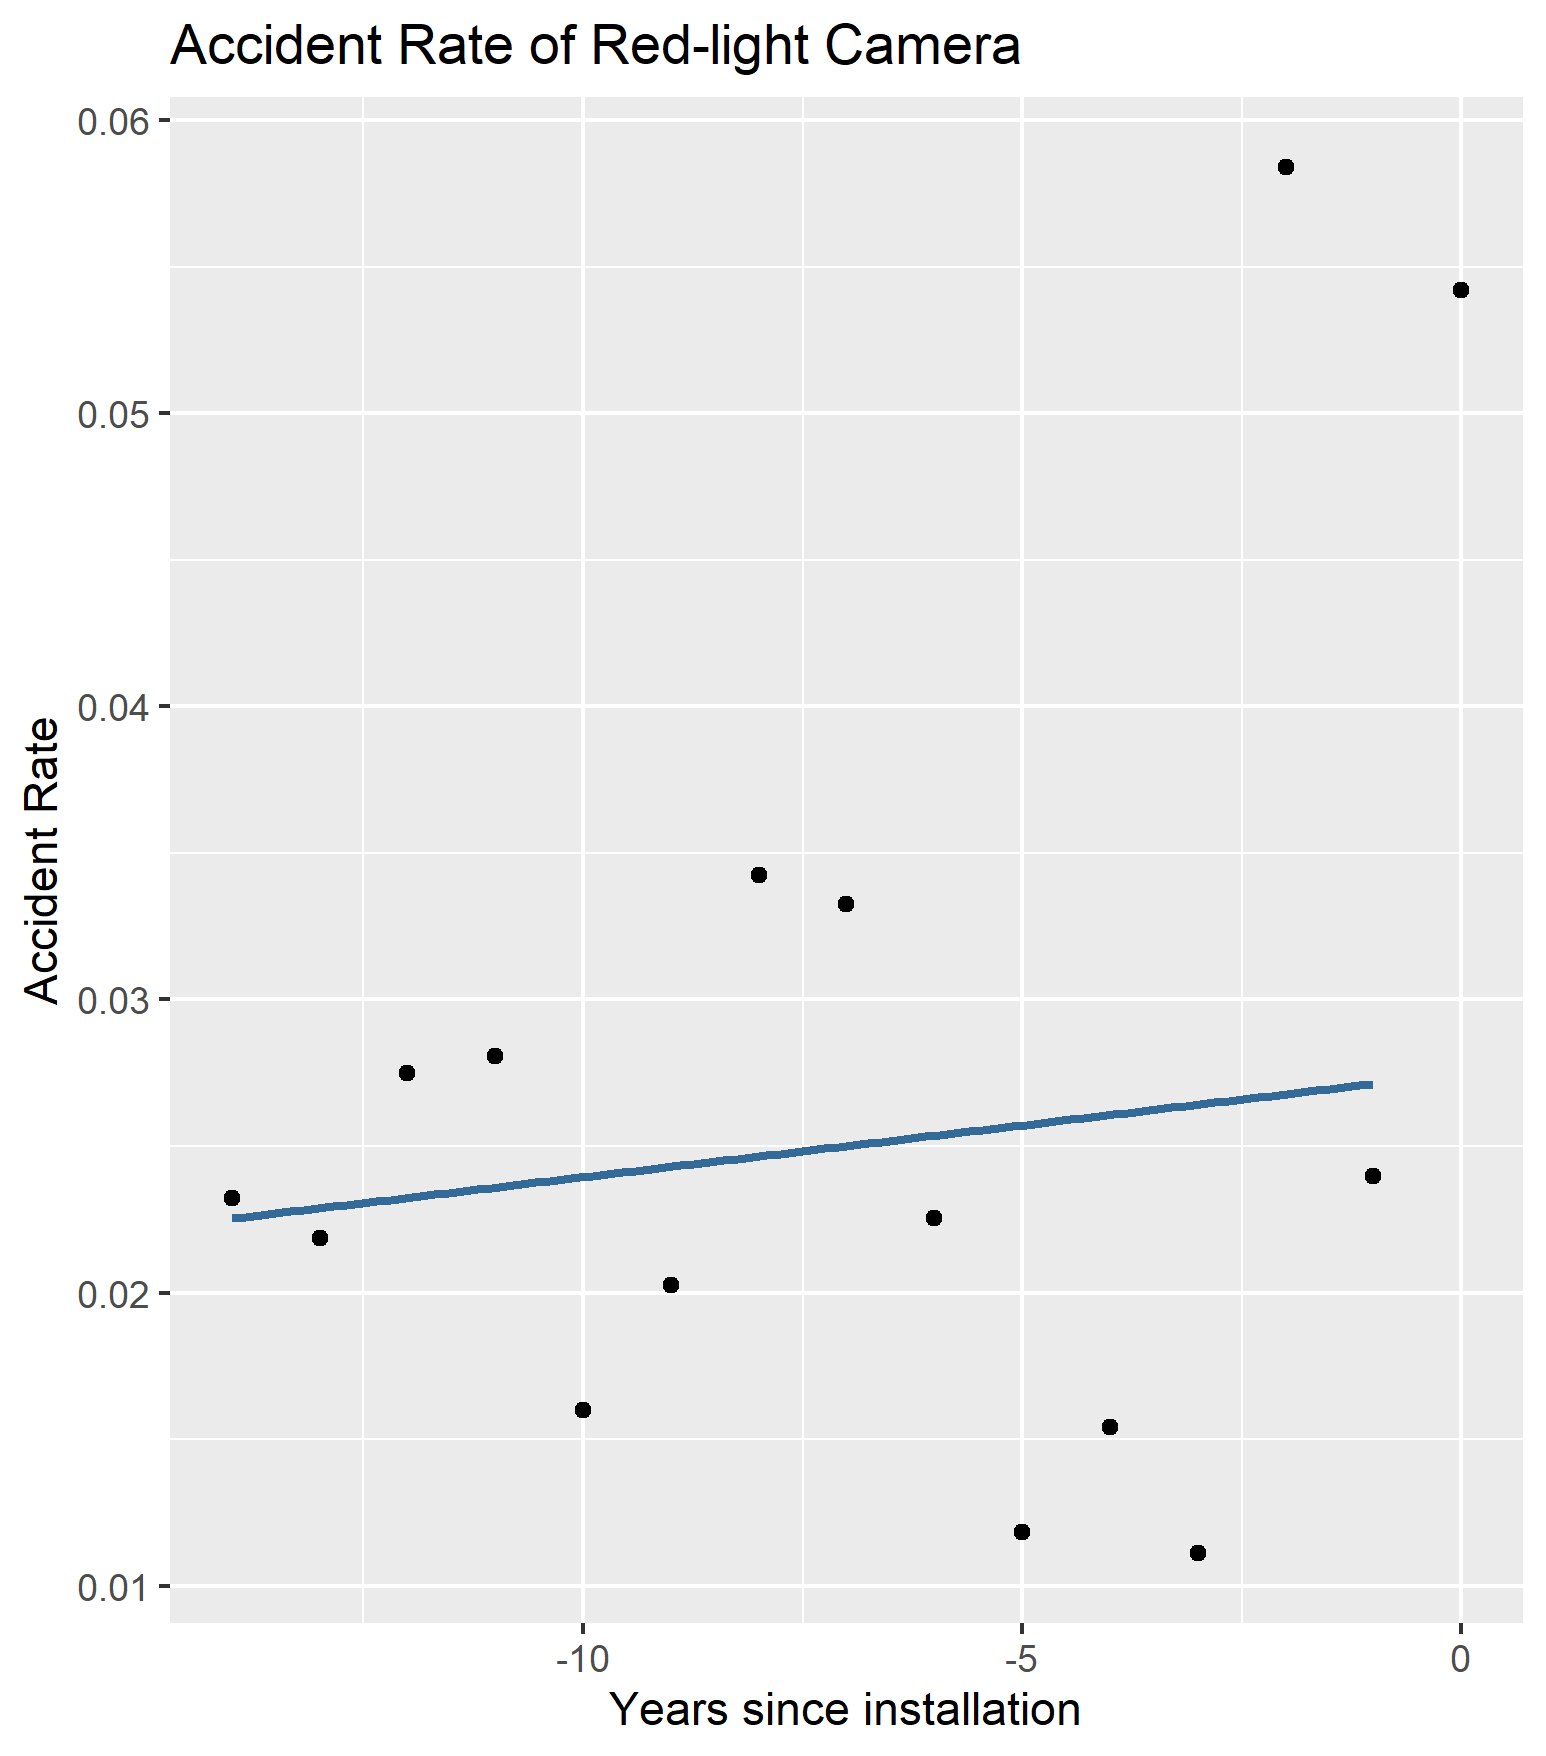 Accident Rate of Red-light Camera
0.06
0.05
0.04
0.03
0.02
0.01
Accident Rate
-10 -5 0
Years since installation